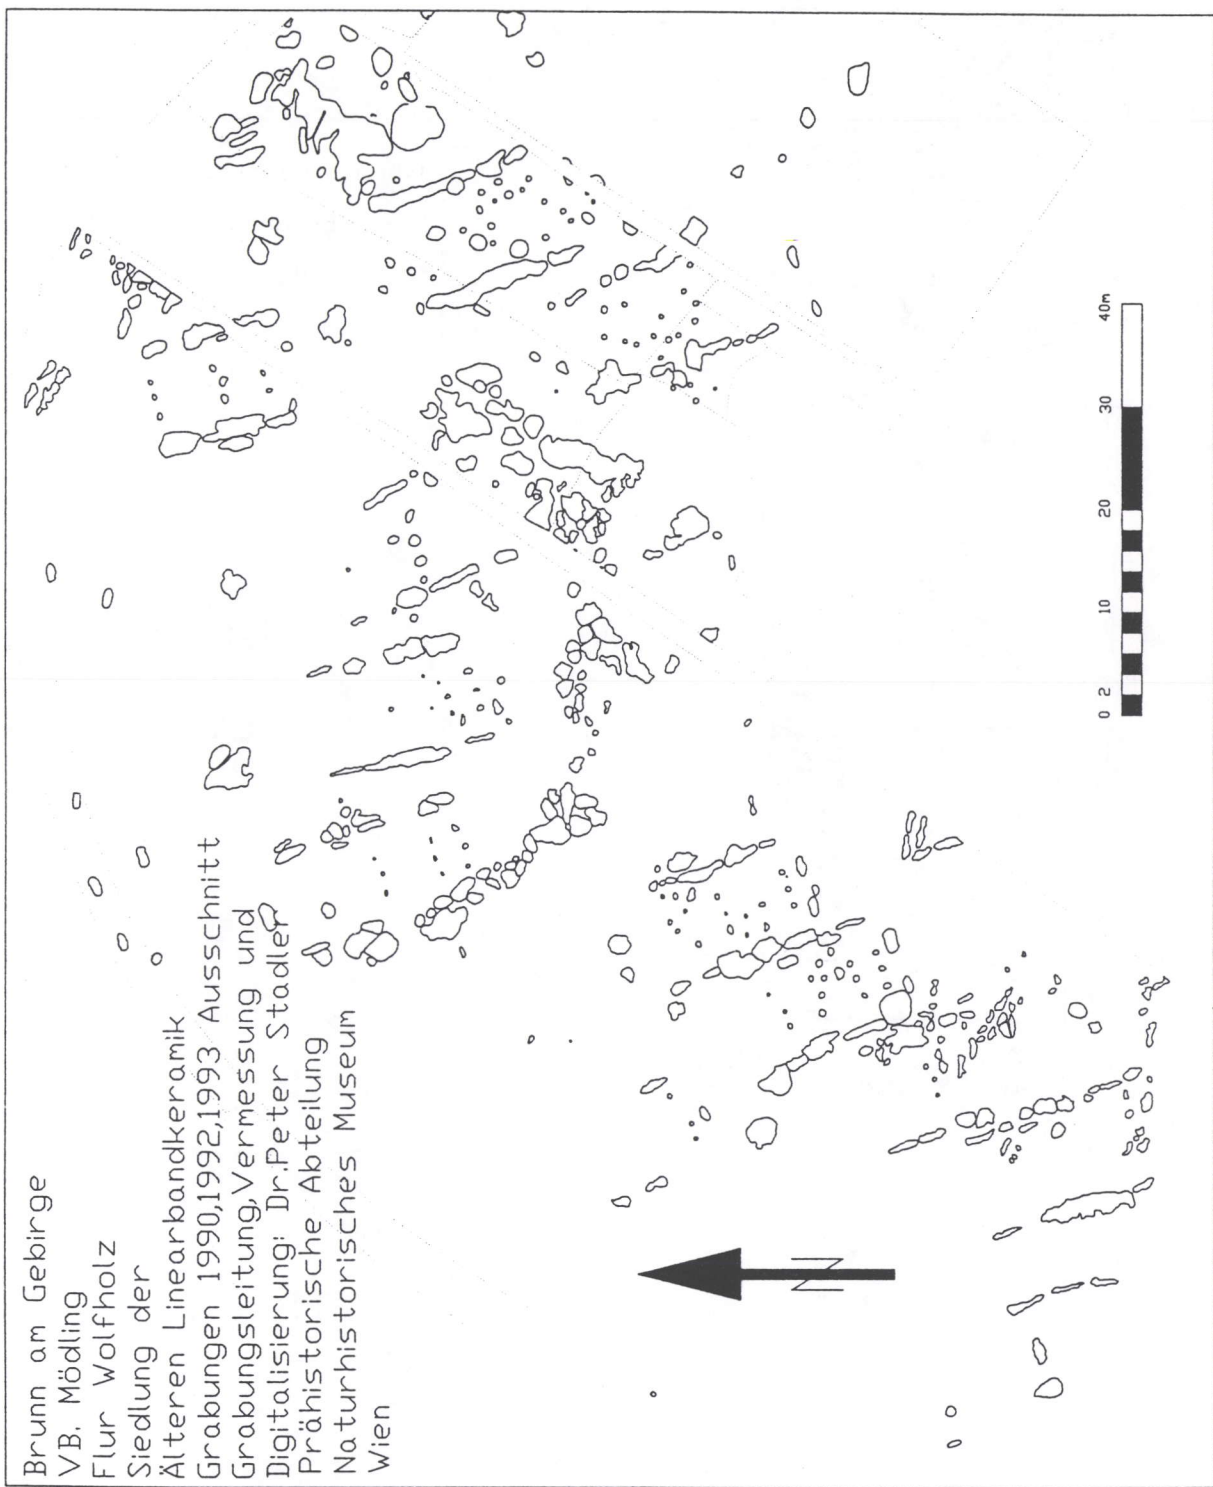 Brunn am Gebirge
VB. Mödling
Flur Wolfholz
Siedlung der
Älteren Linearbandkeramik
Grabungen 1990,1992,1993 Ausschnitt
Grabungsleitung,Vermessung und
Digitalisierung: Dr.Peter Stadler
Prähistorische Abteilung
Naturhistorisches Museum
Wien
N
0 2 10 20 30 40m